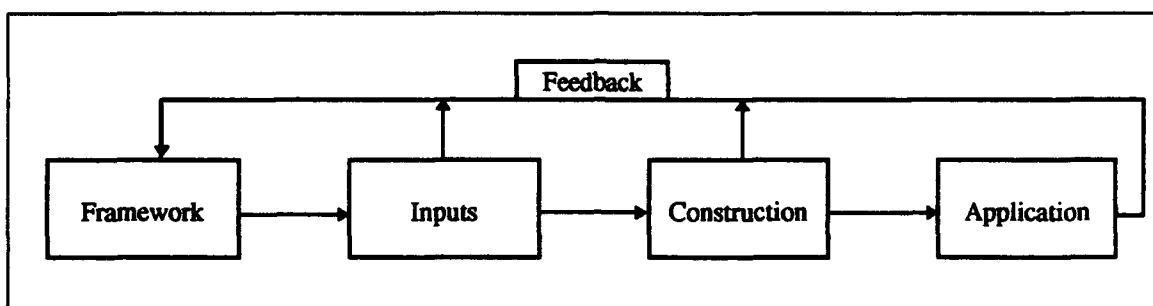 Feedback
Framework
Inputs
Construction
Application